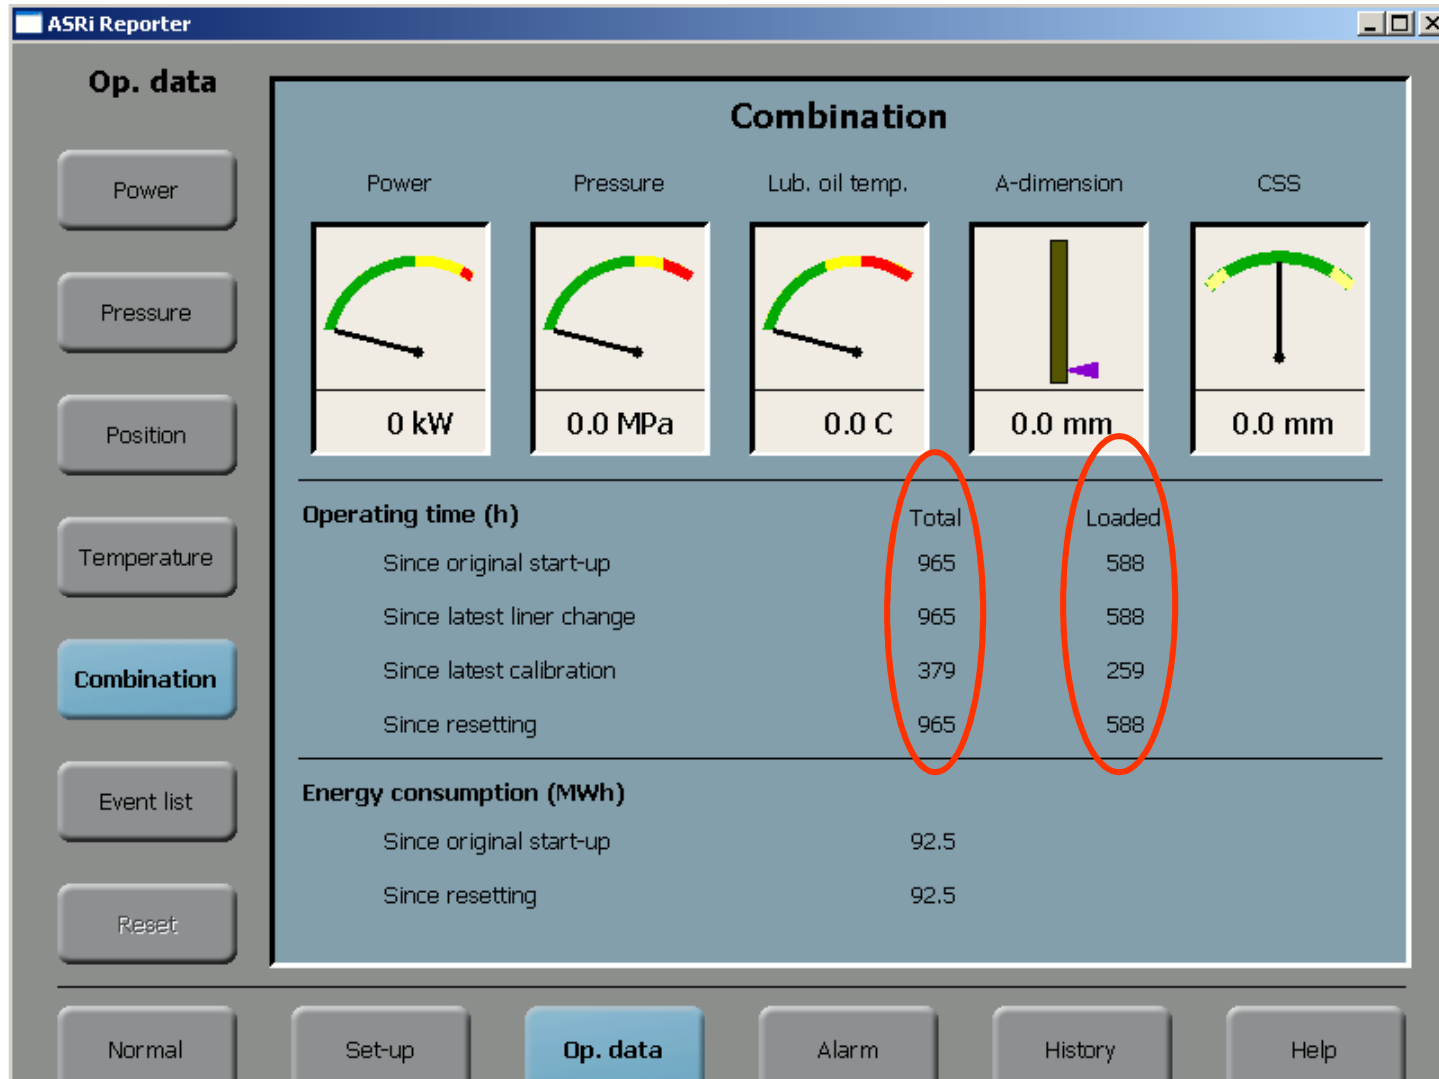 ASRi Reporter
Op. data
Combination
Power
Pressure
Position
Temperature
Combination
Event list
Reset
Power Pressure Lub. oil temp. A-dimension CSS
0 kW 0.0 MPa 0.0 C 0.0 mm 0.0 mm
Operating time (h) Total Loaded
Since original start-up 965 588
Since latest liner change 965 588
Since latest calibration 379 259
Since resetting 965 588
Energy consumption (MWh)
Since original start-up 92.5
Since resetting 92.5
Normal Set-up Op. data Alarm History Help